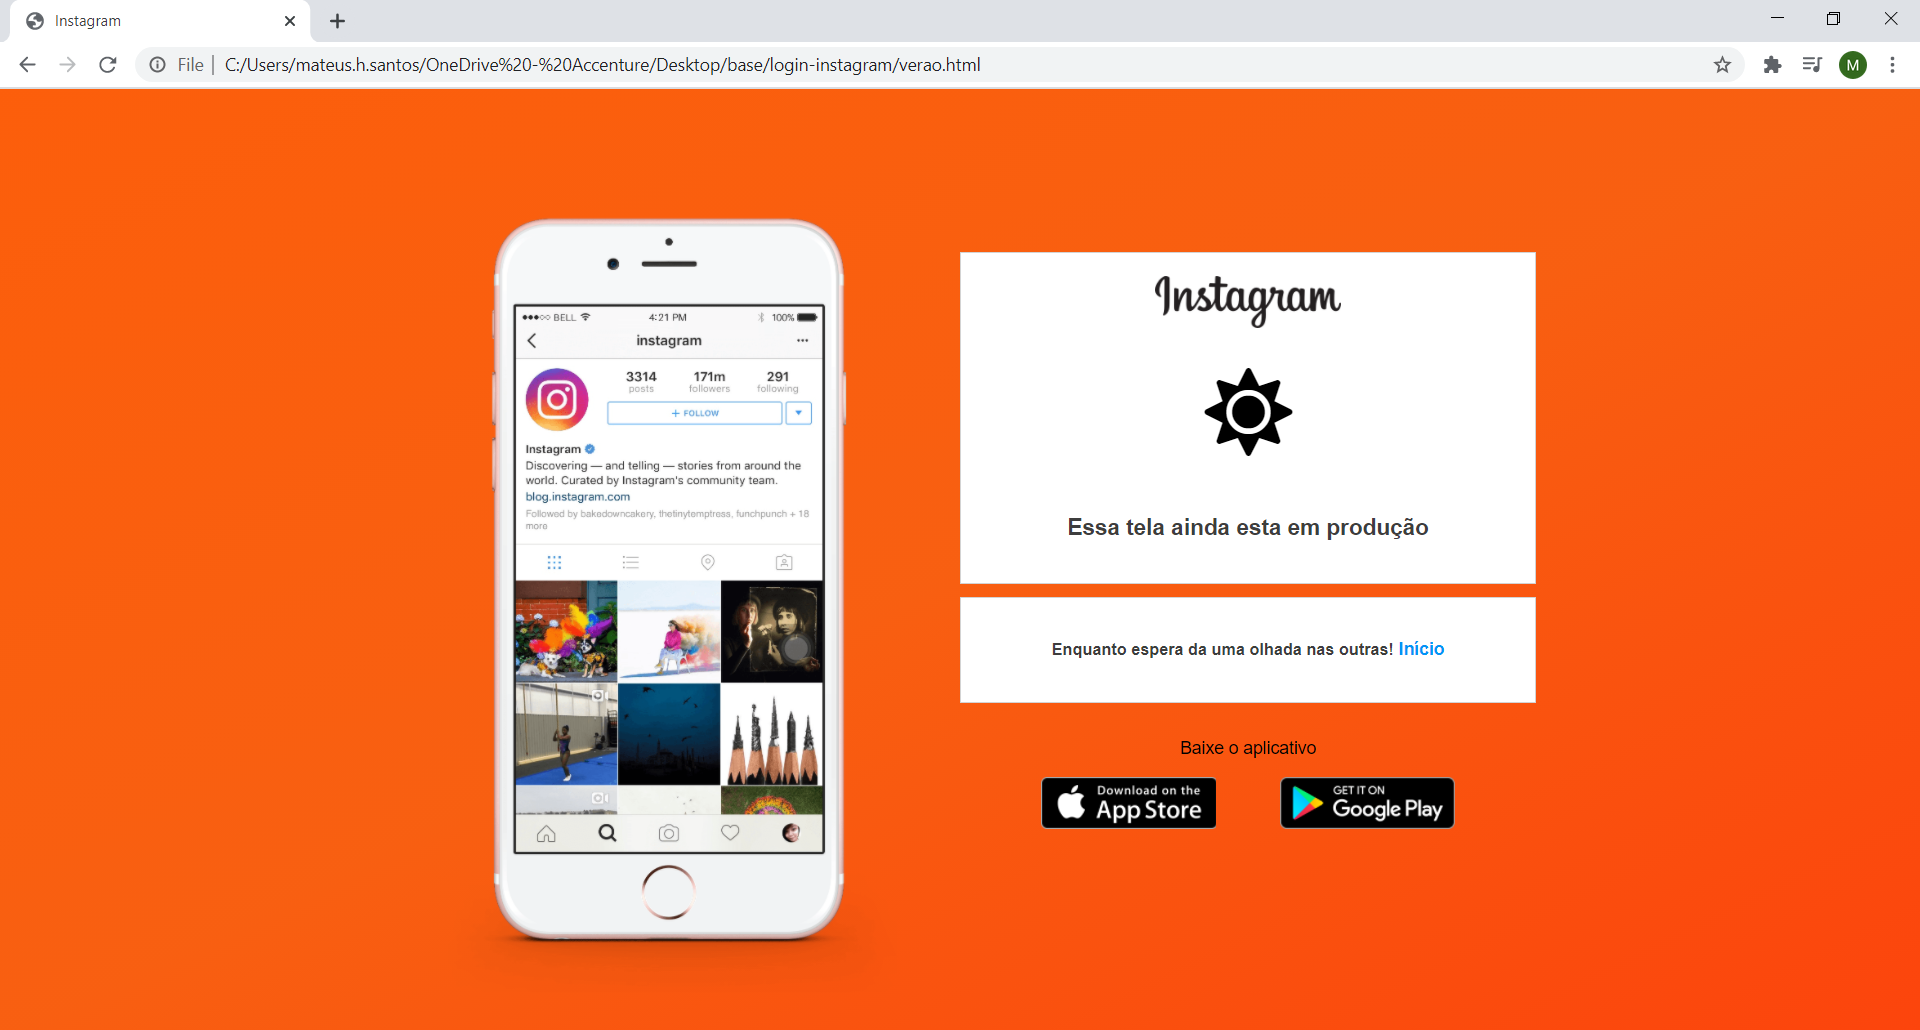 Instagram
File | C:/Users/mateus.h.santos/OneDrive%20-%20Accenture/Desktop/base/login-instagram/verao.html
M
BELL 4:21 PM 100%
instagram
3314 171m 291
posts followers following
+ FOLLOW
Instagram
Discovering — and telling — stories from around the
world. Curated by Instagram's community team.
blog.instagram.com
Followed by bakedowncakery, thetinytemptress, funchpunch + 18
more
Instagram
Essa tela ainda esta em produção
Enquanto espera da uma olhada nas outras! Início
Baixe o aplicativo
Download on the
App Store
GET IT ON
Google Play